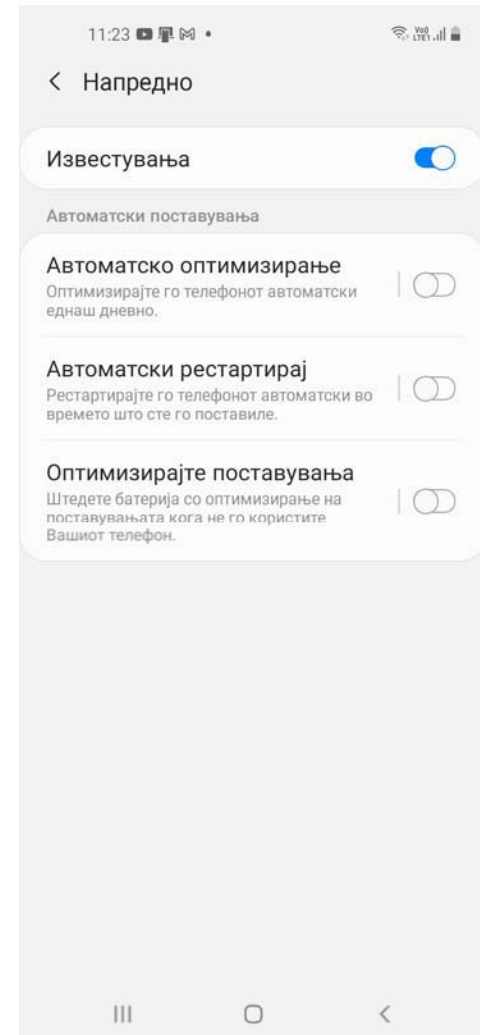 11:23
Vo))
LTE1
Напредно
Известувања
Автоматски поставувања
Автоматско оптимизирање
Оптимизирајте го телефонот автоматски
еднаш дневно.
Автоматски рестартирај
Рестартирајте го телефонот автоматски во
времето што сте го поставиле.
Оптимизирајте поставувања
Штедете батерија со оптимизирање на
поставувањата кога не го користите
Вашиот телефон.